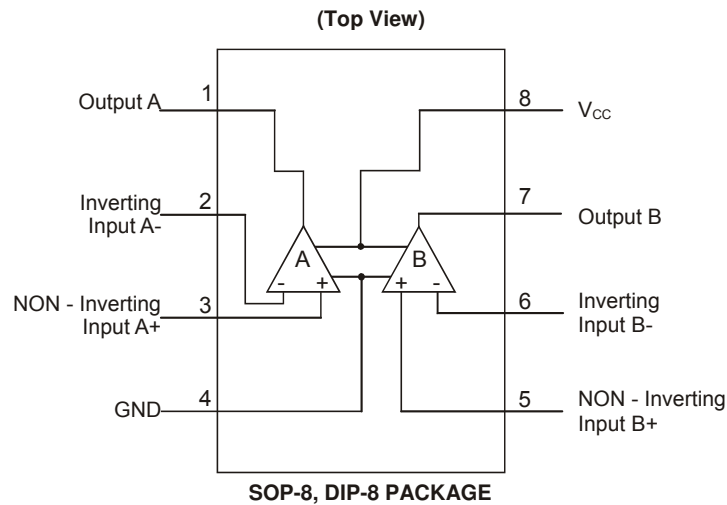 (Top View)
1
Output A
8
VCC
2
Inverting
Input A-
7
Output B
A
B
-
+
+
-
3
NON - Inverting
Input A+
6
Inverting
Input B-
4
GND
5
NON - Inverting
Input B+
SOP-8, DIP-8 PACKAGE